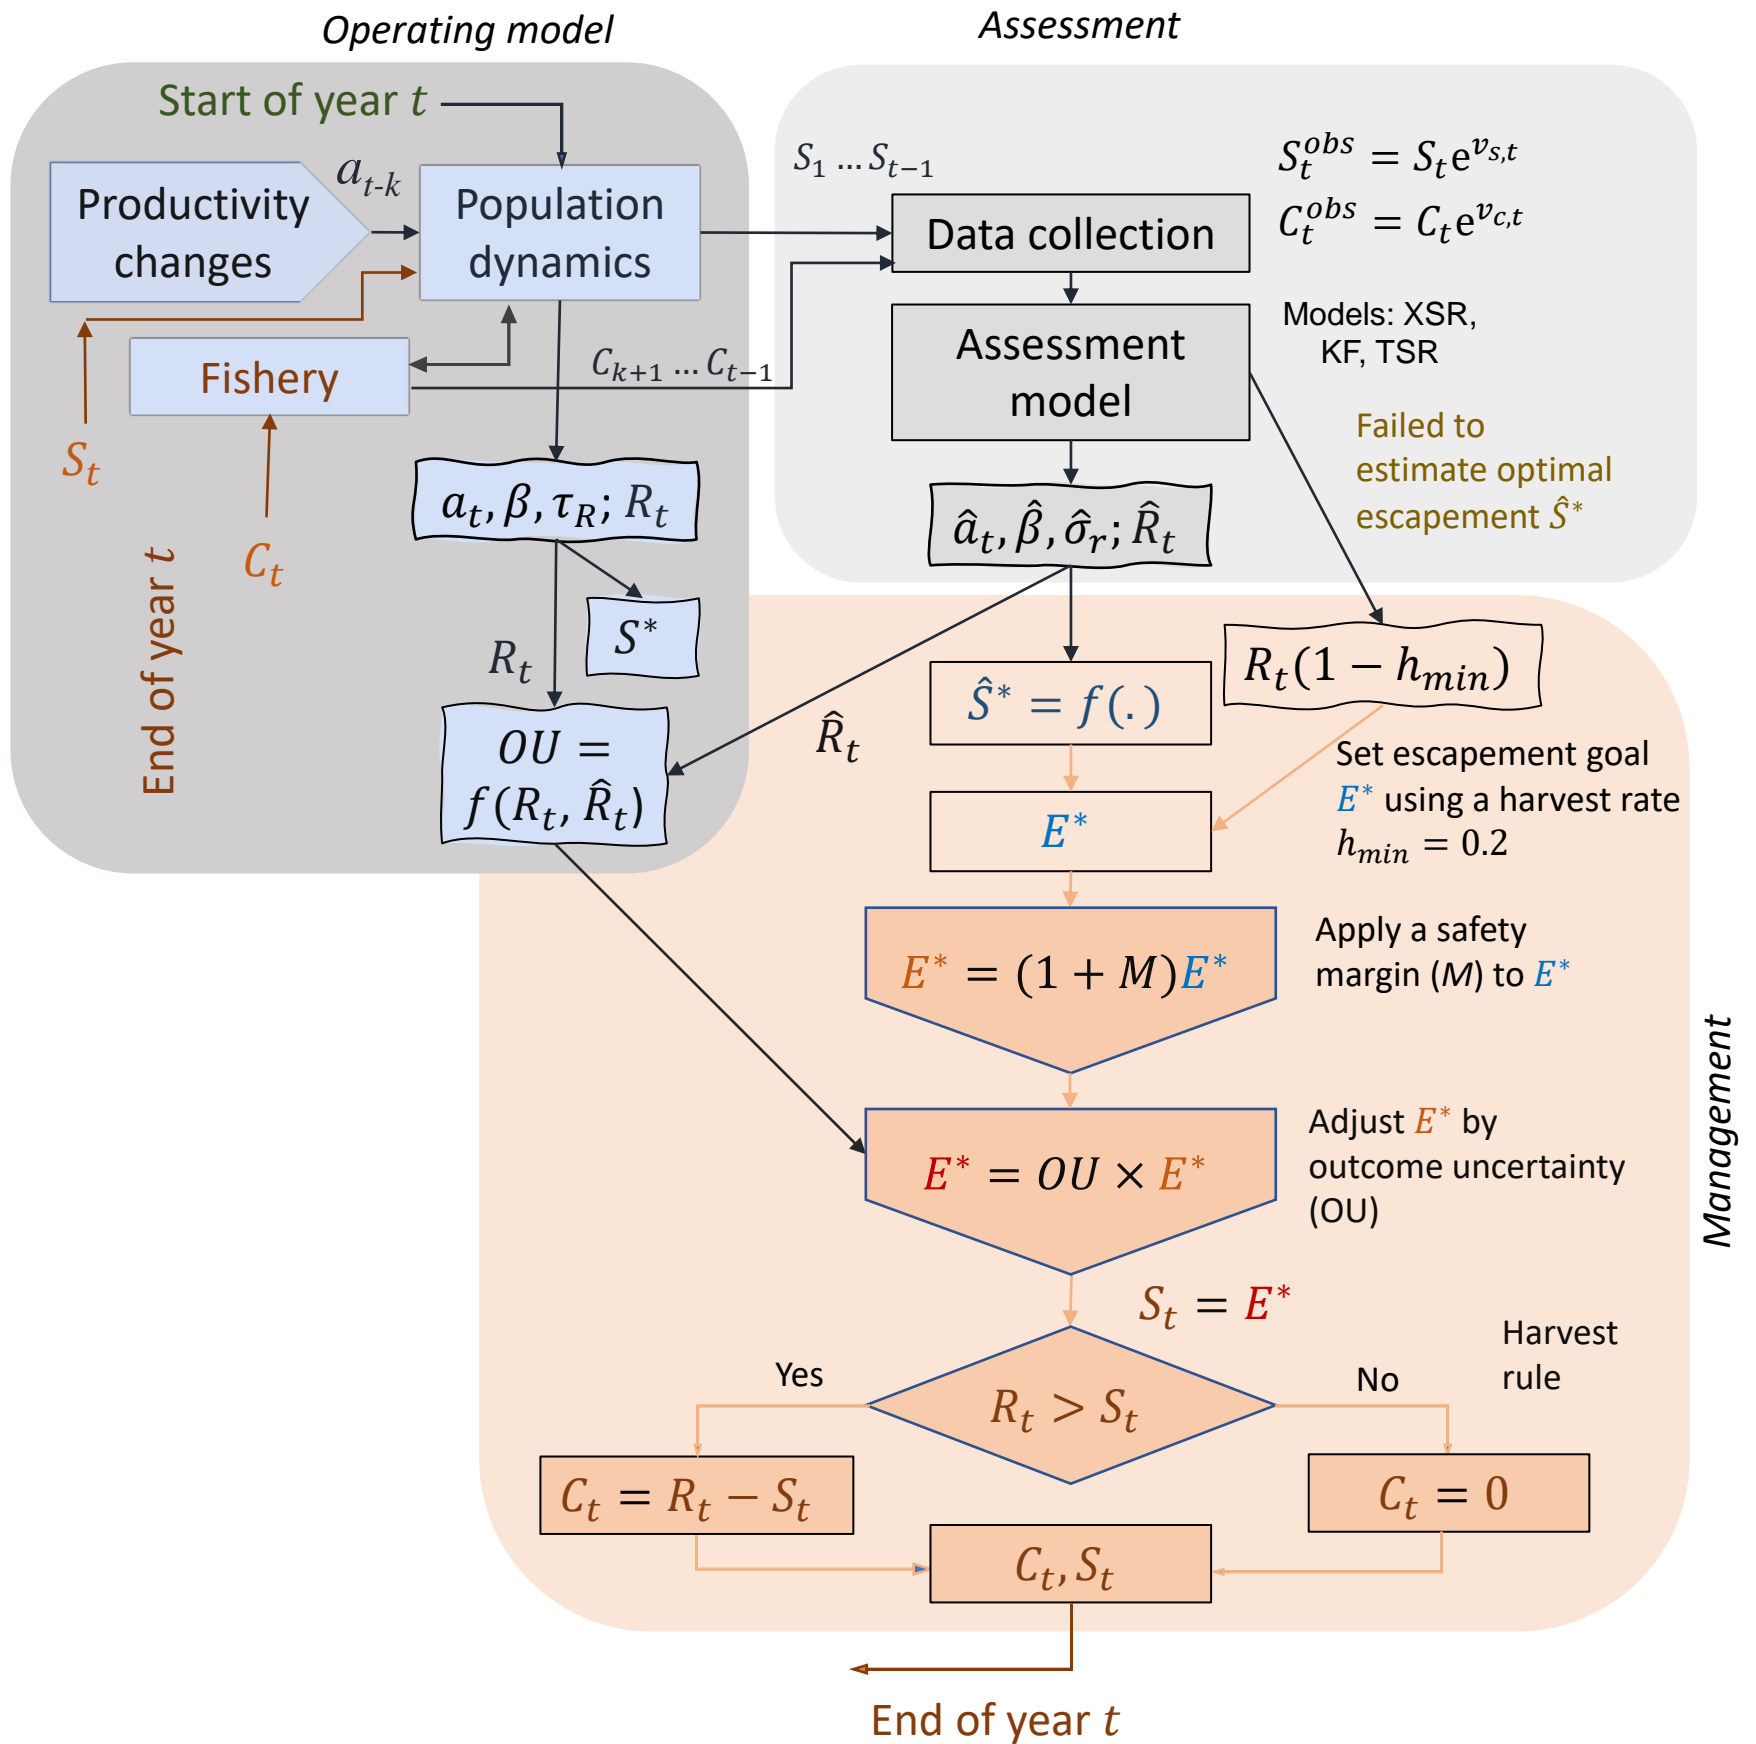 Operating model
Start of year t
Productivity
changes
a_{t-k}
Population
dynamics
Fishery
S_t
C_t
End of year t
C_{k+1} … C_{t−1}
a_t, β, τ_R; R_t
S*
R_t
OU =
f(R_t, R̂_t)
Assessment
S_1 … S_{t−1}
Data collection
S_t^{obs} = S_t e^{v_{s,t}}
C_t^{obs} = C_t e^{v_{c,t}}
Assessment
model
Models: XSR,
KF, TSR
Failed to
estimate optimal
escapement Ŝ*
â_t, β̂, σ̂_r; R̂_t
R̂_t
Management
Ŝ* = f(.)
R_t(1 − h_{min})
E*
Set escapement goal
E* using a harvest rate
h_{min} = 0.2
E* = (1 + M)E*
Apply a safety
margin (M) to E*
E* = OU × E*
Adjust E* by
outcome uncertainty
(OU)
S_t = E*
Harvest
rule
Yes
R_t > S_t
No
C_t = R_t − S_t
C_t = 0
C_t, S_t
End of year t